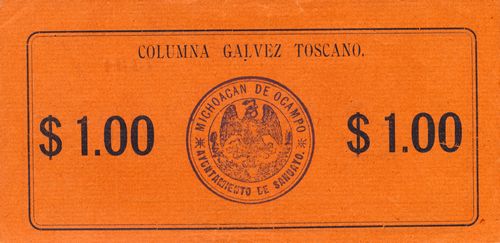 COLUMNA GALVEZ TOSCANO.
MICHOACAN DE OCAMPO
$ 1.00
$ 1.00
AYUNTAMIENTO DE SAHUAYO.